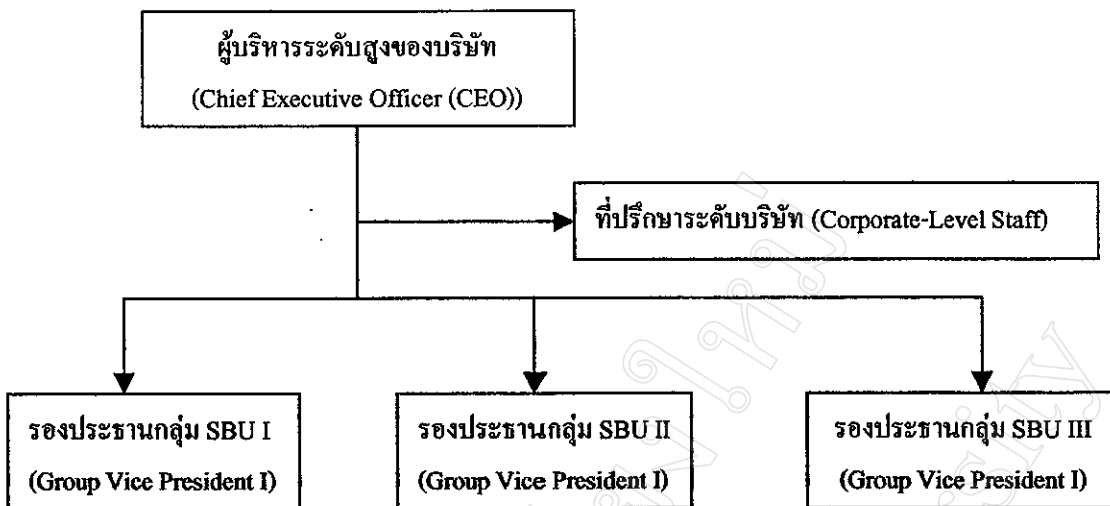 ผู้บริหารระดับสูงของบริษัท
(Chief Executive Officer (CEO))
ที่ปรึกษาระดับบริษัท (Corporate-Level Staff)
รองประธานกลุ่ม SBU I
(Group Vice President I)
รองประธานกลุ่ม SBU II
(Group Vice President I)
รองประธานกลุ่ม SBU III
(Group Vice President I)